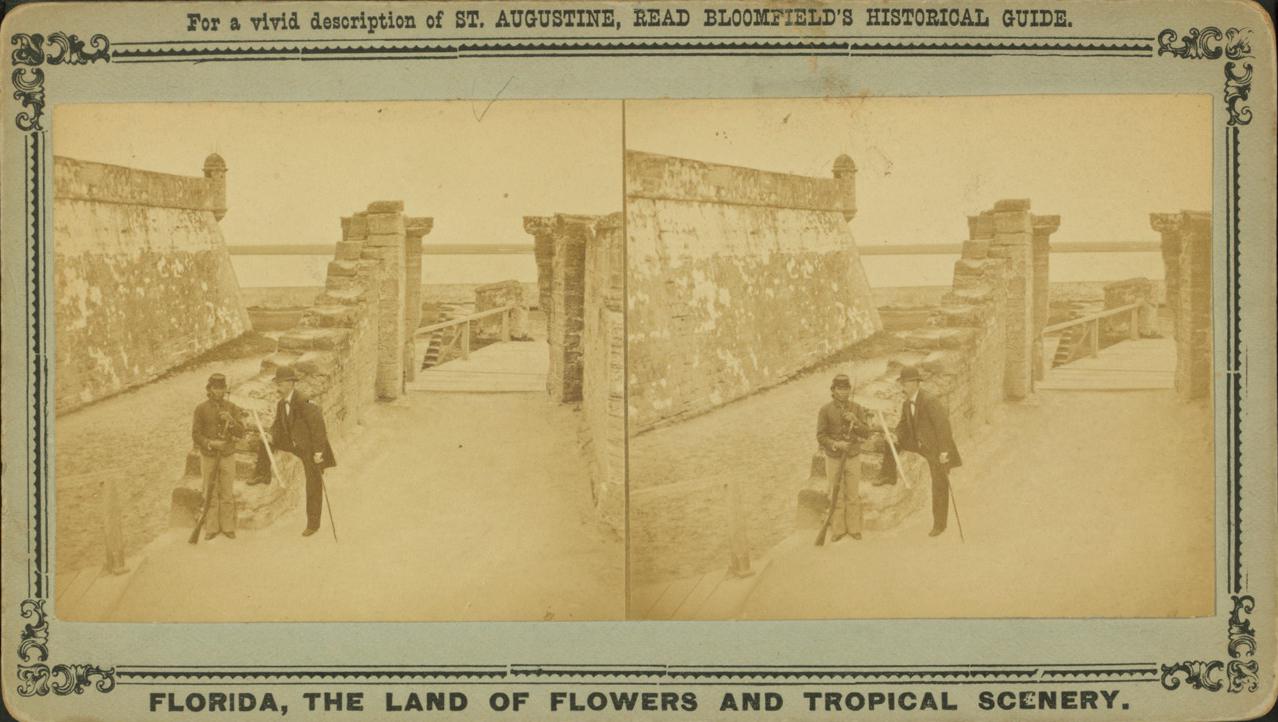 For a vivid description of ST. AUGUSTINE, READ BLOOMFIELD'S HISTORICAL GUIDE.
FLORIDA, THE LAND OF FLOWERS AND TROPICAL SCENERY.